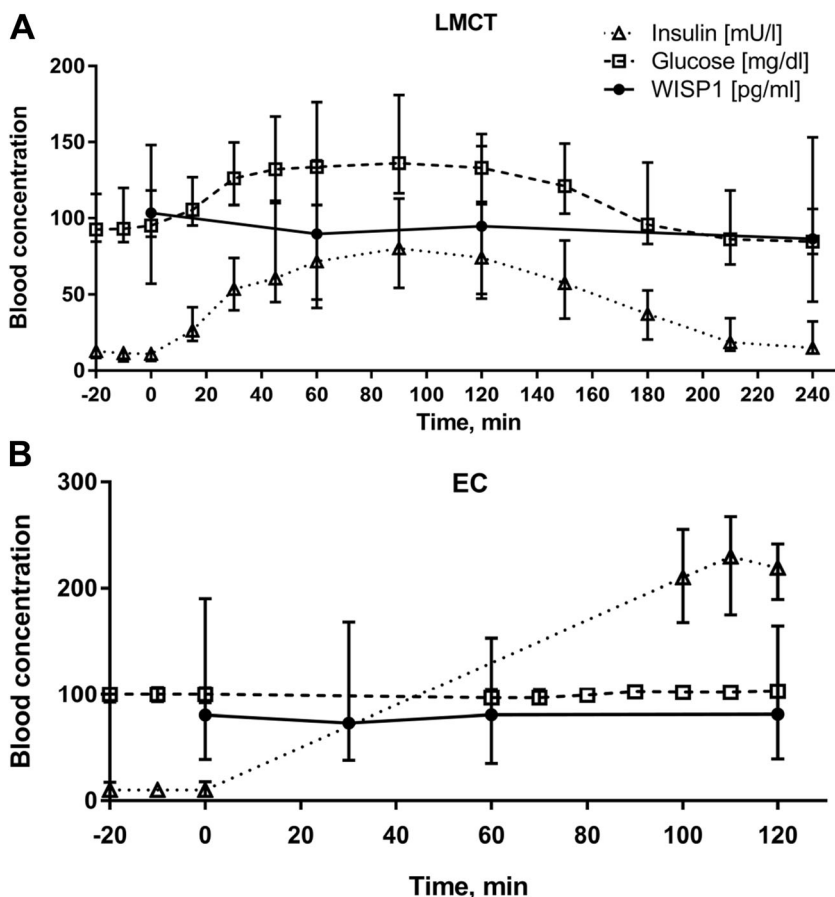 A
LMCT
Insulin [mU/l]
Glucose [mg/dl]
WISP1 [pg/ml]
Blood concentration
200
150
100
50
0
-20 0 20 40 60 80 100 120 140 160 180 200 220 240
Time, min
B
EC
Blood concentration
300
200
100
0
-20 0 20 40 60 80 100 120
Time, min